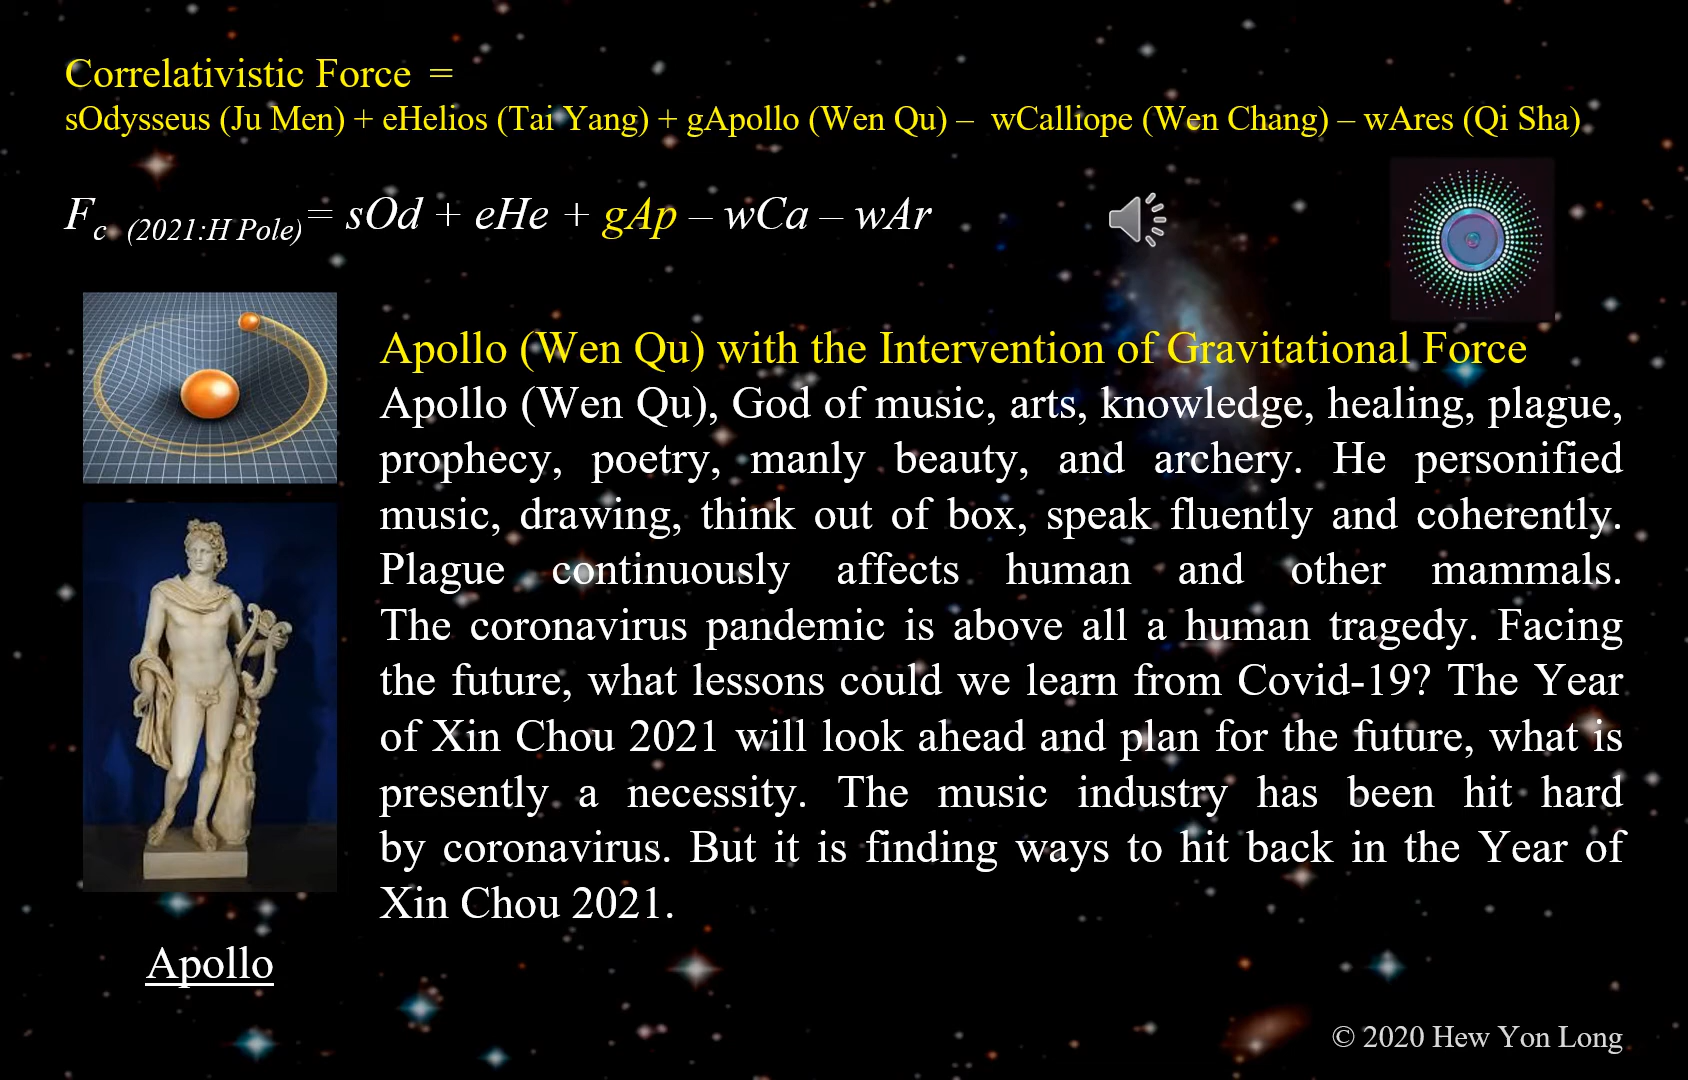 Correlativistic Force =
sOdysseus (Ju Men) + eHelios (Tai Yang) + gApollo (Wen Qu) – wCalliope (Wen Chang) – wAres (Qi Sha)
Fc (2021:H Pole) = sOd + eHe + gAp – wCa – wAr
Apollo (Wen Qu) with the Intervention of Gravitational Force
Apollo (Wen Qu), God of music, arts, knowledge, healing, plague,
prophecy, poetry, manly beauty, and archery. He personified
music, drawing, think out of box, speak fluently and coherently.
Plague continuously affects human and other mammals.
The coronavirus pandemic is above all a human tragedy. Facing
the future, what lessons could we learn from Covid-19? The Year
of Xin Chou 2021 will look ahead and plan for the future, what is
presently a necessity. The music industry has been hit hard
by coronavirus. But it is finding ways to hit back in the Year of
Xin Chou 2021.
Apollo
© 2020 Hew Yon Long